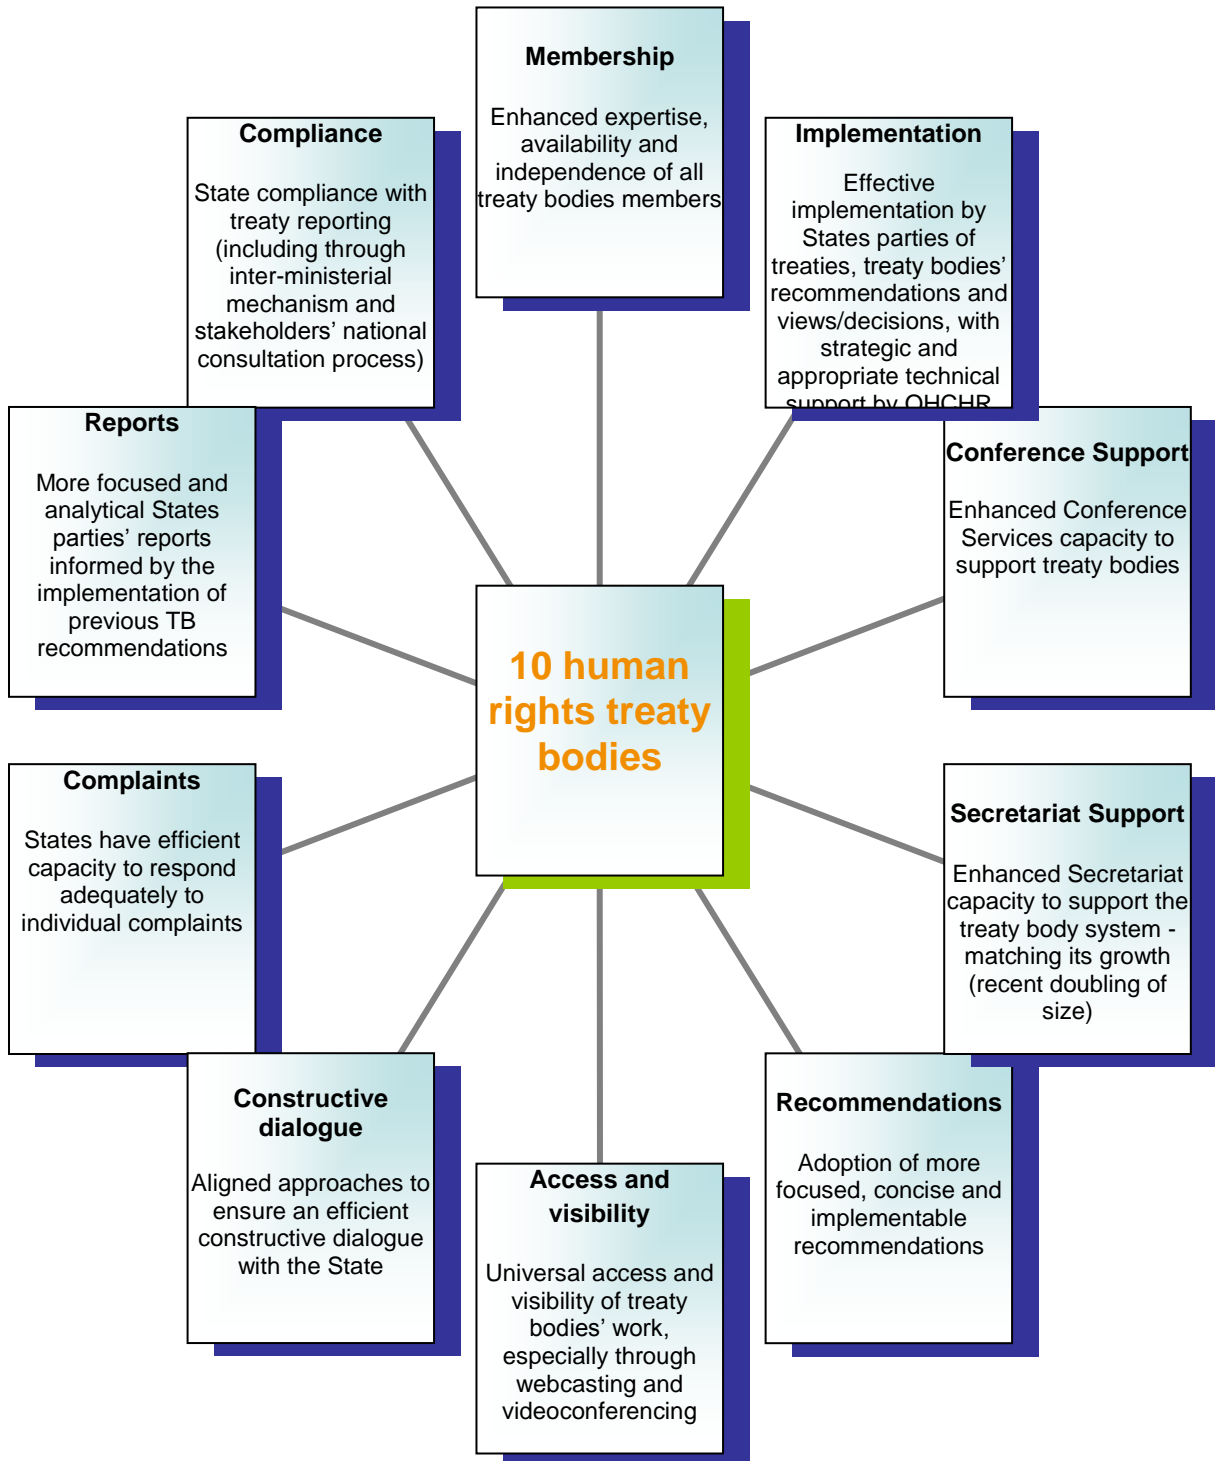 Membership
Enhanced expertise,
availability and
independence of all
treaty bodies members
Compliance
State compliance with
treaty reporting
(including through
inter-ministerial
mechanism and
stakeholders’ national
consultation process)
Implementation
Effective
implementation by
States parties of
treaties, treaty bodies’
recommendations and
views/decisions, with
strategic and
appropriate technical
support by OHCHR
Reports
More focused and
analytical States
parties’ reports
informed by the
implementation of
previous TB
recommendations
Conference Support
Enhanced Conference
Services capacity to
support treaty bodies
10 human
rights treaty
bodies
Complaints
States have efficient
capacity to respond
adequately to
individual complaints
Secretariat Support
Enhanced Secretariat
capacity to support the
treaty body system -
matching its growth
(recent doubling of
size)
Constructive
dialogue
Aligned approaches to
ensure an efficient
constructive dialogue
with the State
Access and
visibility
Universal access and
visibility of treaty
bodies’ work,
especially through
webcasting and
videoconferencing
Recommendations
Adoption of more
focused, concise and
implementable
recommendations